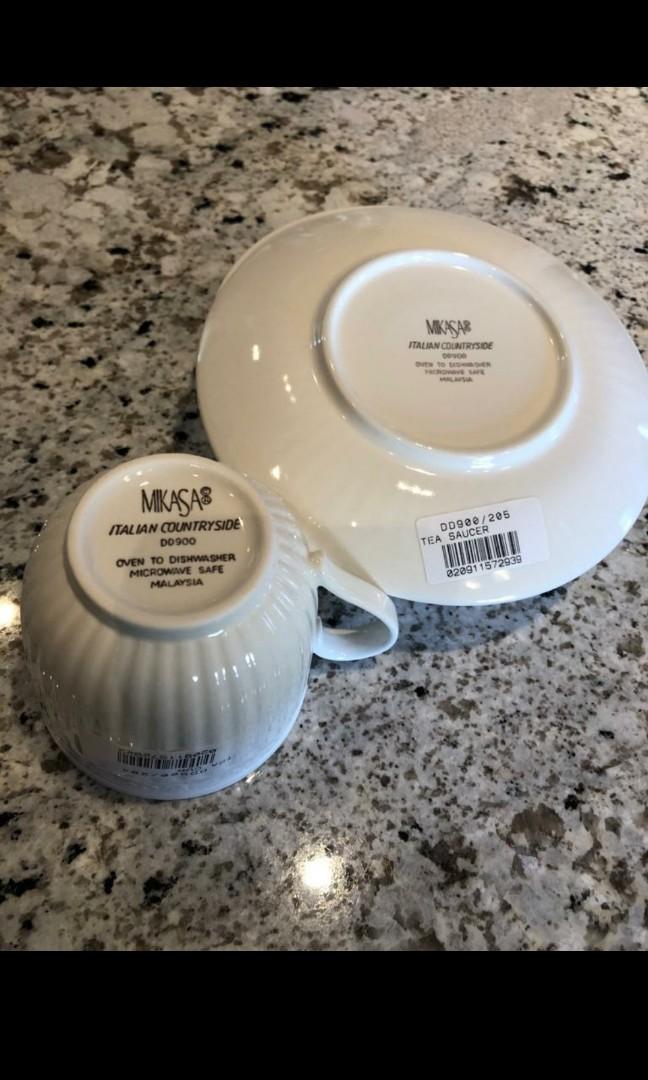 MIKASA
ITALIAN COUNTRYSIDE
DD900
OVEN TO DISHWASHER
MICROWAVE SAFE
MALAYSIA
DD900/205
TEA SAUCER
020911572939
MIKASA
ITALIAN COUNTRYSIDE
DD900
OVEN TO DISHWASHER
MICROWAVE SAFE
MALAYSIA
CUP